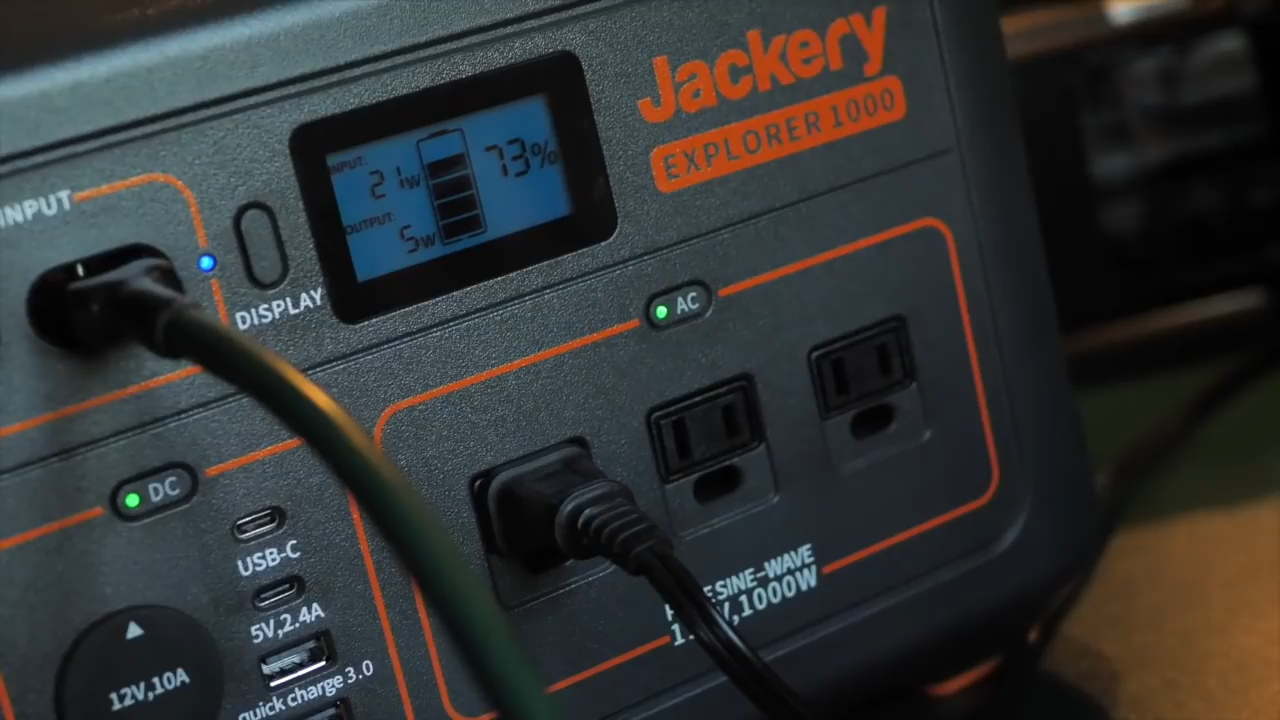 Jackery
EXPLORER 1000
INPUT:
21W
73%
OUTPUT:
5W
INPUT
DISPLAY
AC
DC
USB-C
5V,2.4A
12V,10A
quick charge 3.0
SINE-WAVE
1000W